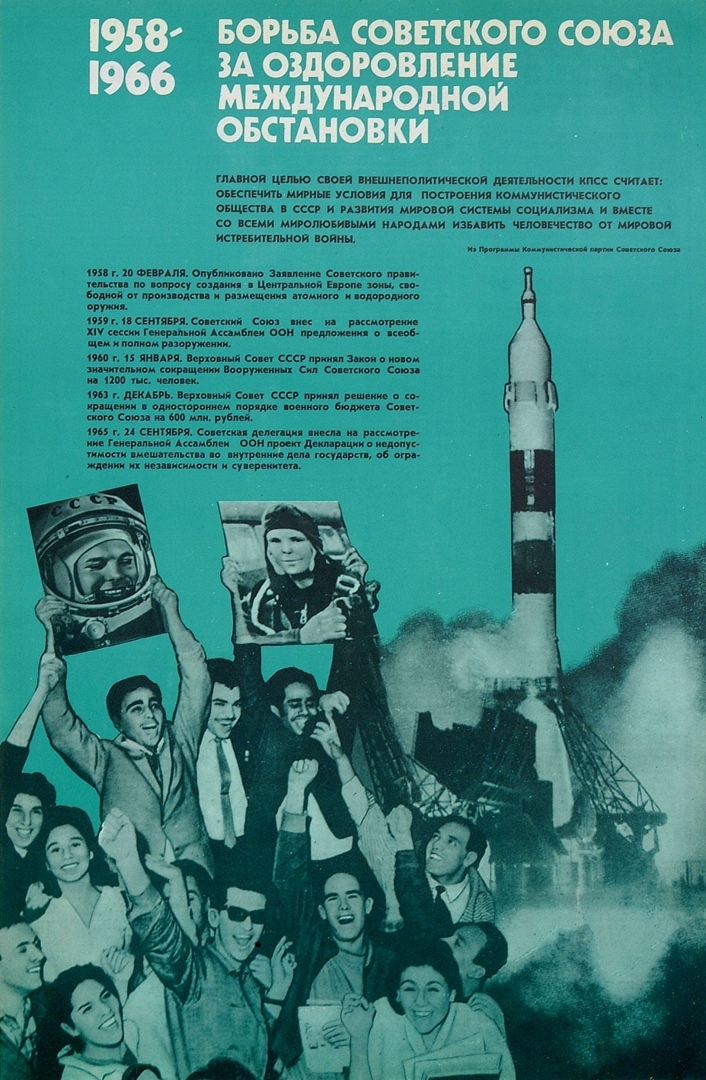 1958-
1966
БОРЬБА СОВЕТСКОГО СОЮЗА
ЗА ОЗДОРОВЛЕНИЕ
МЕЖДУНАРОДНОЙ
ОБСТАНОВКИ
ГЛАВНОЙ ЦЕЛЬЮ СВОЕЙ ВНЕШНЕПОЛИТИЧЕСКОЙ ДЕЯТЕЛЬНОСТИ КПСС СЧИТАЕТ:
ОБЕСПЕЧИТЬ МИРНЫЕ УСЛОВИЯ ДЛЯ ПОСТРОЕНИЯ КОММУНИСТИЧЕСКОГО
ОБЩЕСТВА В СССР И РАЗВИТИЯ МИРОВОЙ СИСТЕМЫ СОЦИАЛИЗМА И ВМЕСТЕ
СО ВСЕМИ МИРОЛЮБИВЫМИ НАРОДАМИ ИЗБАВИТЬ ЧЕЛОВЕЧЕСТВО ОТ МИРОВОЙ
ИСТРЕБИТЕЛЬНОЙ ВОЙНЫ.
Из Программы Коммунистической партии Советского Союза
1958 г. 20 ФЕВРАЛЯ. Опубликовано Заявление Советского прави-
тельства по вопросу создания в Центральной Европе зоны, сво-
бодной от производства и размещения атомного и водородного
оружия.
1959 г. 18 СЕНТЯБРЯ. Советский Союз внес на рассмотрение
XIV сессии Генеральной Ассамблеи ООН предложения о всеоб-
щем и полном разоружении.
1960 г. 15 ЯНВАРЯ. Верховный Совет СССР принял Закон о новом
значительном сокращении Вооруженных Сил Советского Союза
на 1200 тыс. человек.
1963 г. ДЕКАБРЬ. Верховный Совет СССР принял решение о со-
кращении в одностороннем порядке военного бюджета Совет-
ского Союза на 600 млн. рублей.
1965 г. 24 СЕНТЯБРЯ. Советская делегация внесла на рассмотре-
ние Генеральной Ассамблеи ООН проект Декларации о недопус-
тимости вмешательства во внутренние дела государств, об огра-
ждении их независимости и суверенитета.
СССР